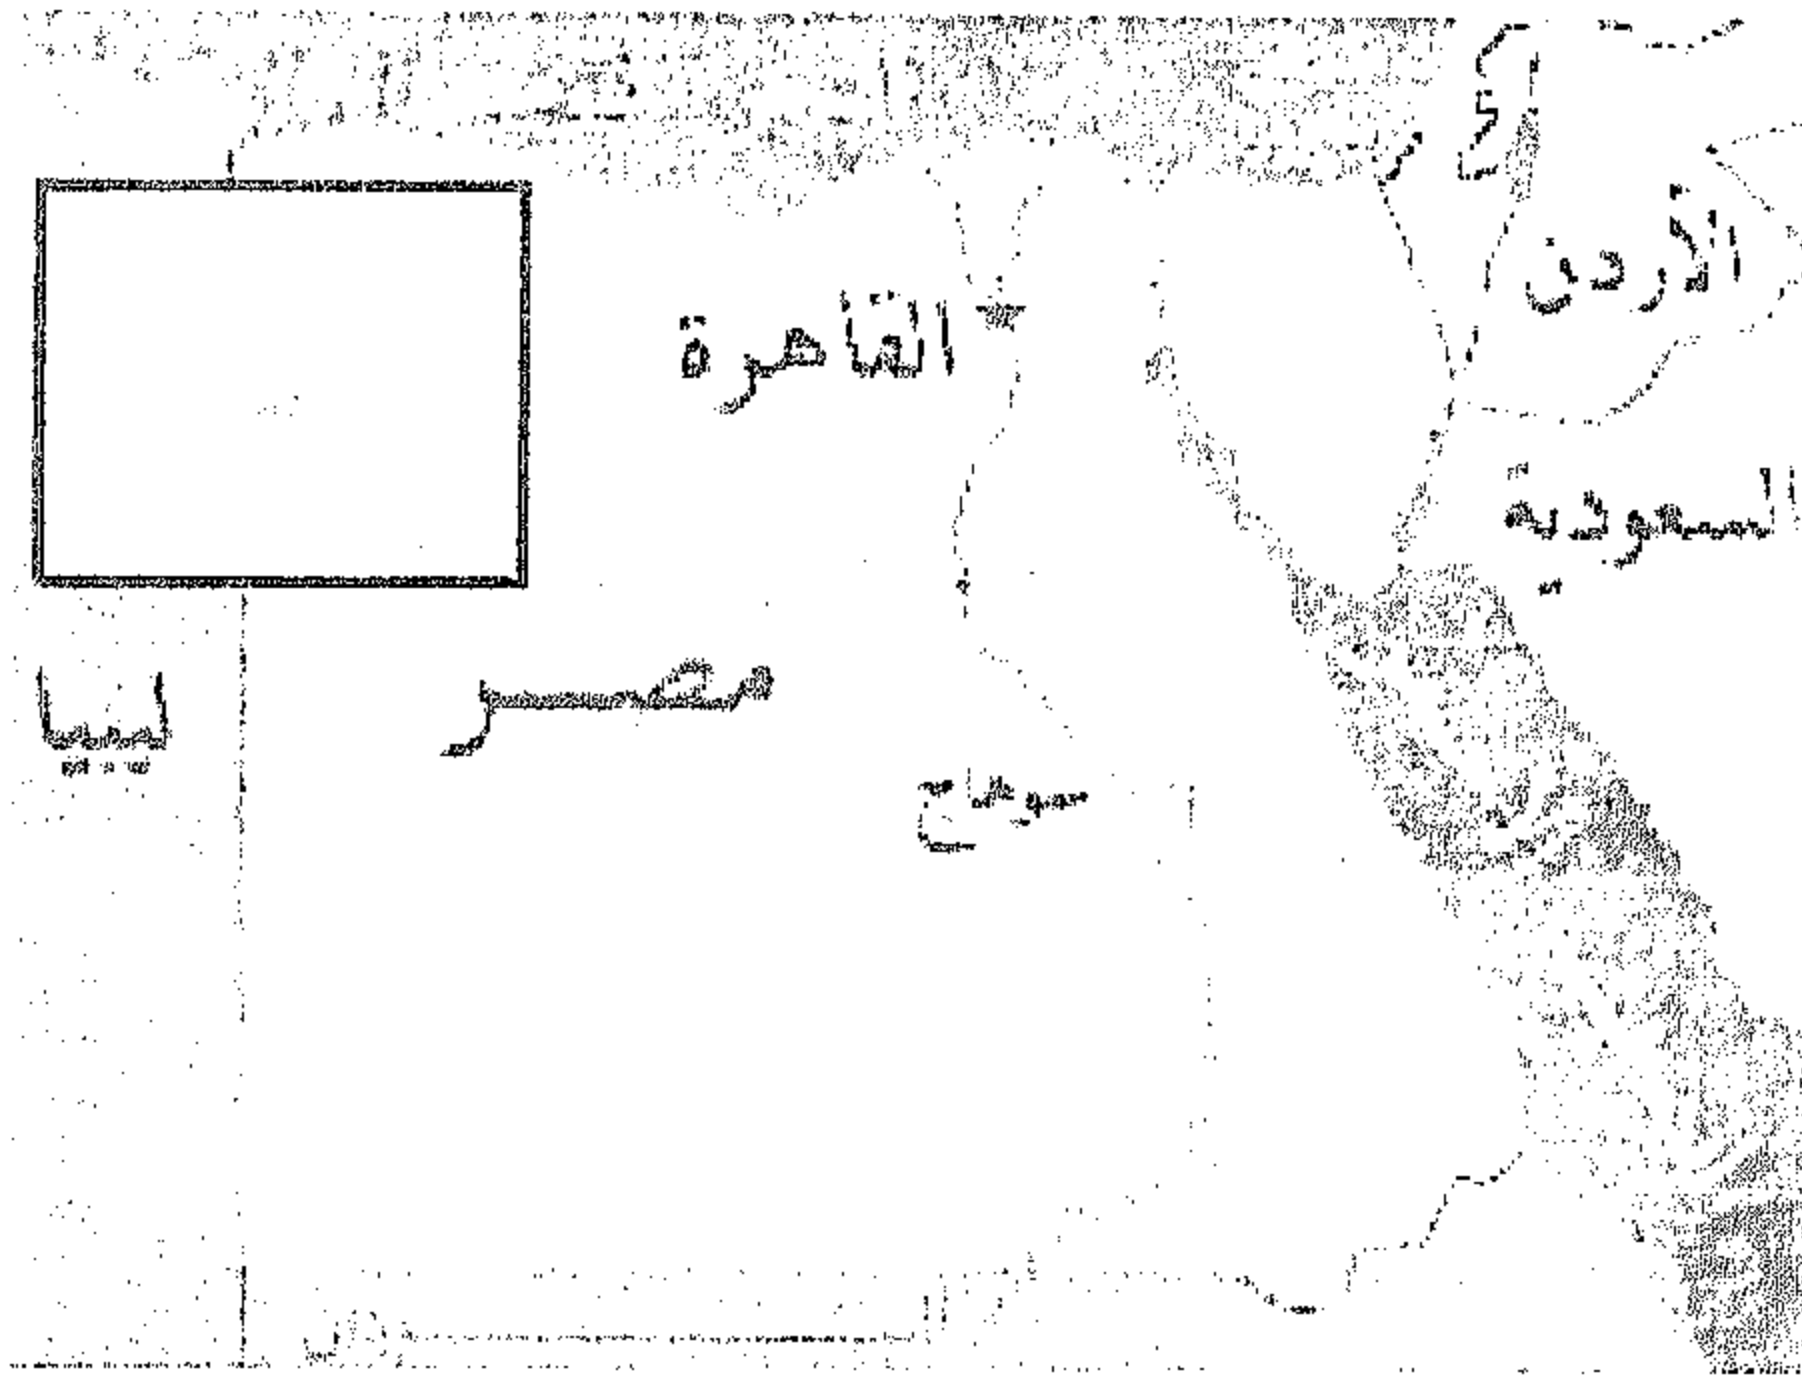 الأردن
القاهرة
السعودية
مصر
ليبيا
سوهاج